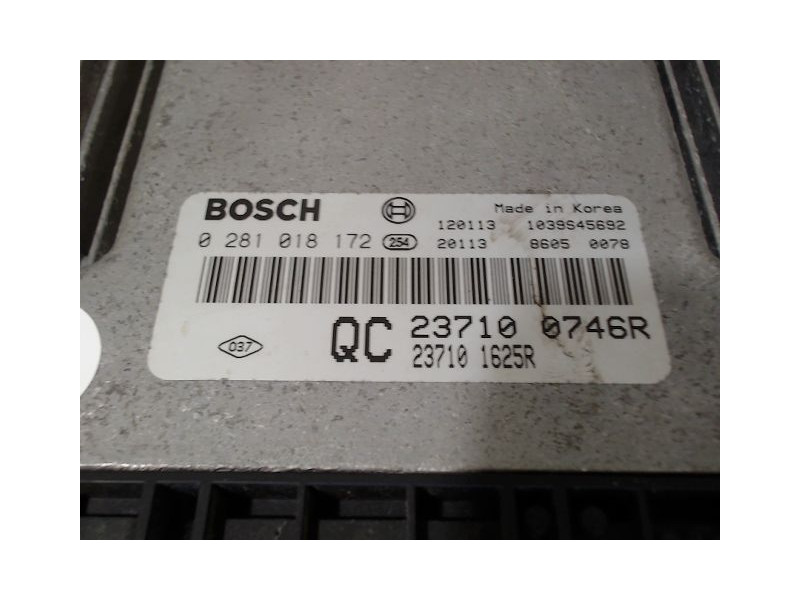 BOSCH
Made in Korea
120113 1039S45692
0 281 018 172 254 20113 8605 0078
QC 23710 0746R
23710 1625R
037